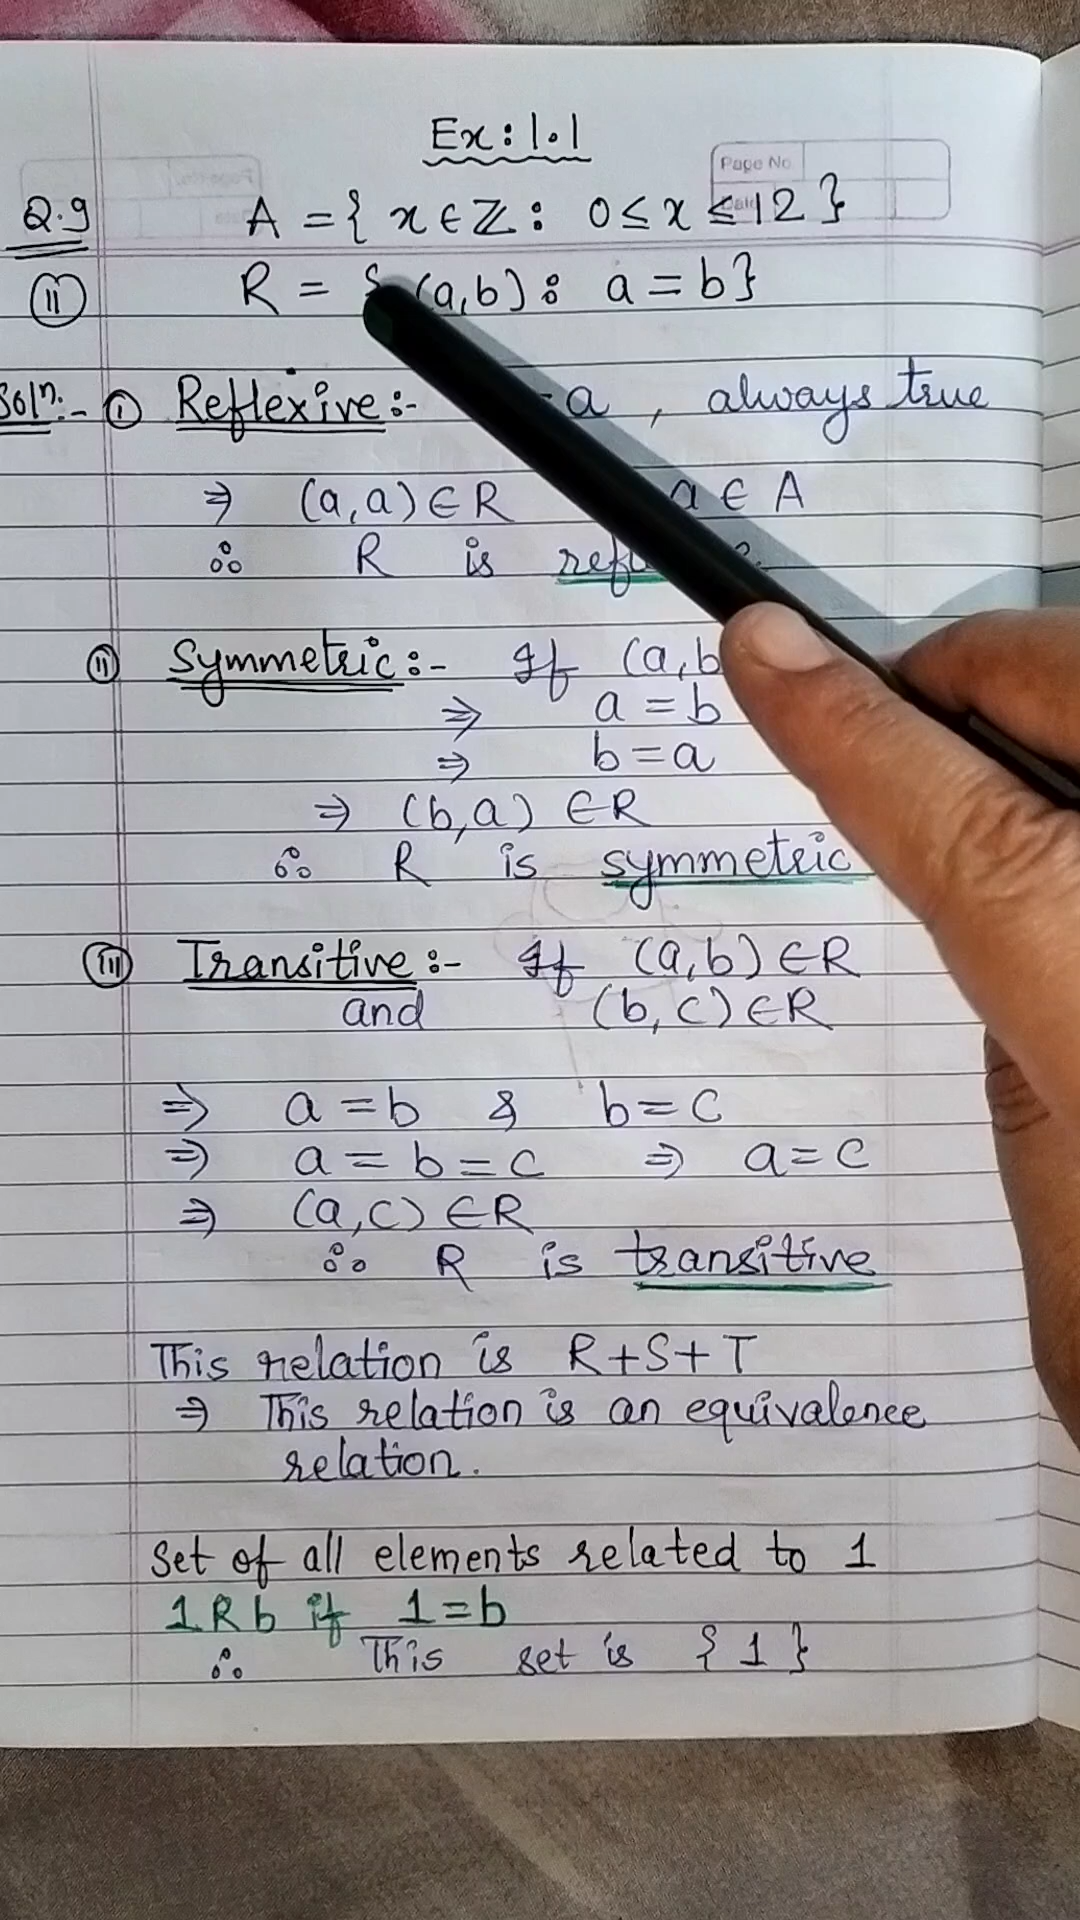 Ex: 1.1
Page No.
Q.9 A = { x ∈ Z : 0 ≤ x ≤ 12 }
(ii) R = { (a,b) : a = b}
Soln:- (i) Reflexive:- a , always true
⇒ (a,a) ∈ R a ∈ A
∴ R is
(ii) Symmetric:- If (a,b
⇒ a = b
⇒ b = a
⇒ (b,a) ∈ R
∴ R is symmetric
(iii) Transitive:- If (a,b) ∈ R
and (b,c) ∈ R
⇒ a = b & b = c
⇒ a = b = c ⇒ a = c
⇒ (a,c) ∈ R
∴ R is transitive
This relation is R+S+T
⇒ This relation is an equivalence
relation.
Set of all elements related to 1
1 R b if 1 = b
∴ This set is { 1 }